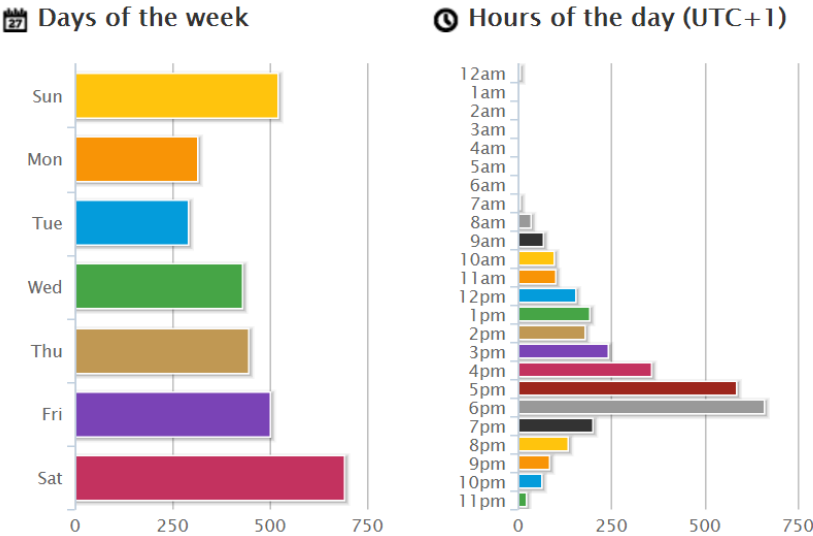 27
Days of the week
Sun
Mon
Tue
Wed
Thu
Fri
Sat
0 250 500 750
Hours of the day (UTC+1)
12am
1am
2am
3am
4am
5am
6am
7am
8am
9am
10am
11am
12pm
1pm
2pm
3pm
4pm
5pm
6pm
7pm
8pm
9pm
10pm
11pm
0 250 500 750